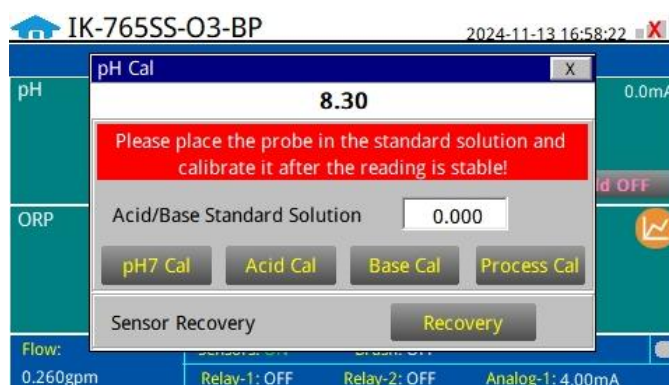 IK-765SS-O3-BP
2024-11-13 16:58:22
X
pH Cal
X
pH
8.30
0.0mA
Please place the probe in the standard solution and
calibrate it after the reading is stable!
OFF
ORP
Acid/Base Standard Solution 0.000
pH7 Cal Acid Cal Base Cal Process Cal
Sensor Recovery Recovery
Flow:
0.260gpm Relay-1: OFF Relay-2: OFF Analog-1: 4.00mA